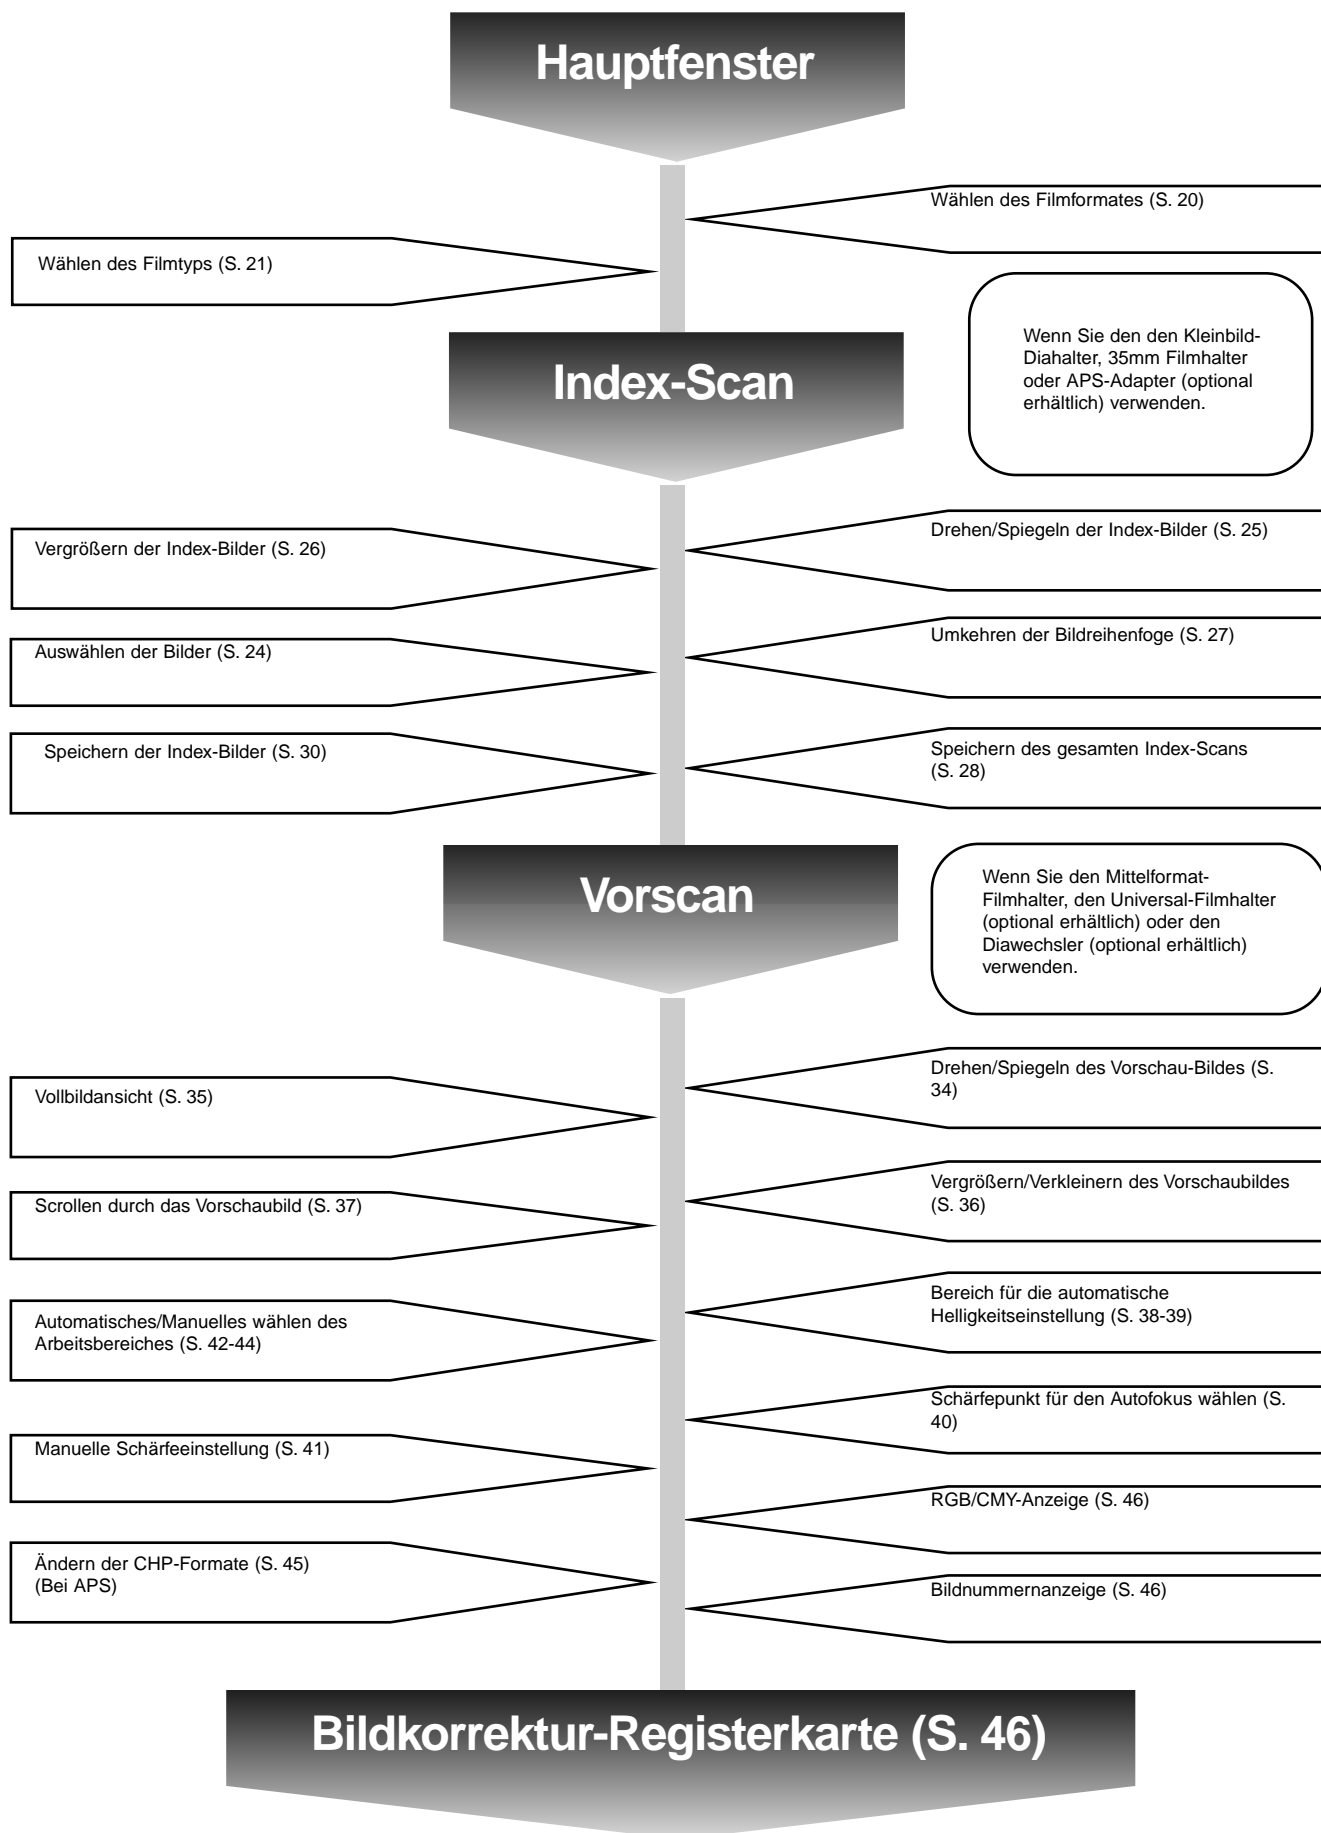 Hauptfenster
Wählen des Filmformates (S. 20)
Wählen des Filmtyps (S. 21)
Wenn Sie den den Kleinbild-
Diahalter, 35mm Filmhalter
oder APS-Adapter (optional
erhältlich) verwenden.
Index-Scan
Drehen/Spiegeln der Index-Bilder (S. 25)
Vergrößern der Index-Bilder (S. 26)
Umkehren der Bildreihenfoge (S. 27)
Auswählen der Bilder (S. 24)
Speichern des gesamten Index-Scans
(S. 28)
Speichern der Index-Bilder (S. 30)
Vorscan
Wenn Sie den Mittelformat-
Filmhalter, den Universal-Filmhalter
(optional erhältlich) oder den
Diawechsler (optional erhältlich)
verwenden.
Drehen/Spiegeln des Vorschau-Bildes (S.
34)
Vollbildansicht (S. 35)
Vergrößern/Verkleinern des Vorschaubildes
(S. 36)
Scrollen durch das Vorschaubild (S. 37)
Bereich für die automatische
Helligkeitseinstellung (S. 38-39)
Automatisches/Manuelles wählen des
Arbeitsbereiches (S. 42-44)
Schärfepunkt für den Autofokus wählen (S.
40)
Manuelle Schärfeeinstellung (S. 41)
RGB/CMY-Anzeige (S. 46)
Ändern der CHP-Formate (S. 45)
(Bei APS)
Bildnummernanzeige (S. 46)
Bildkorrektur-Registerkarte (S. 46)